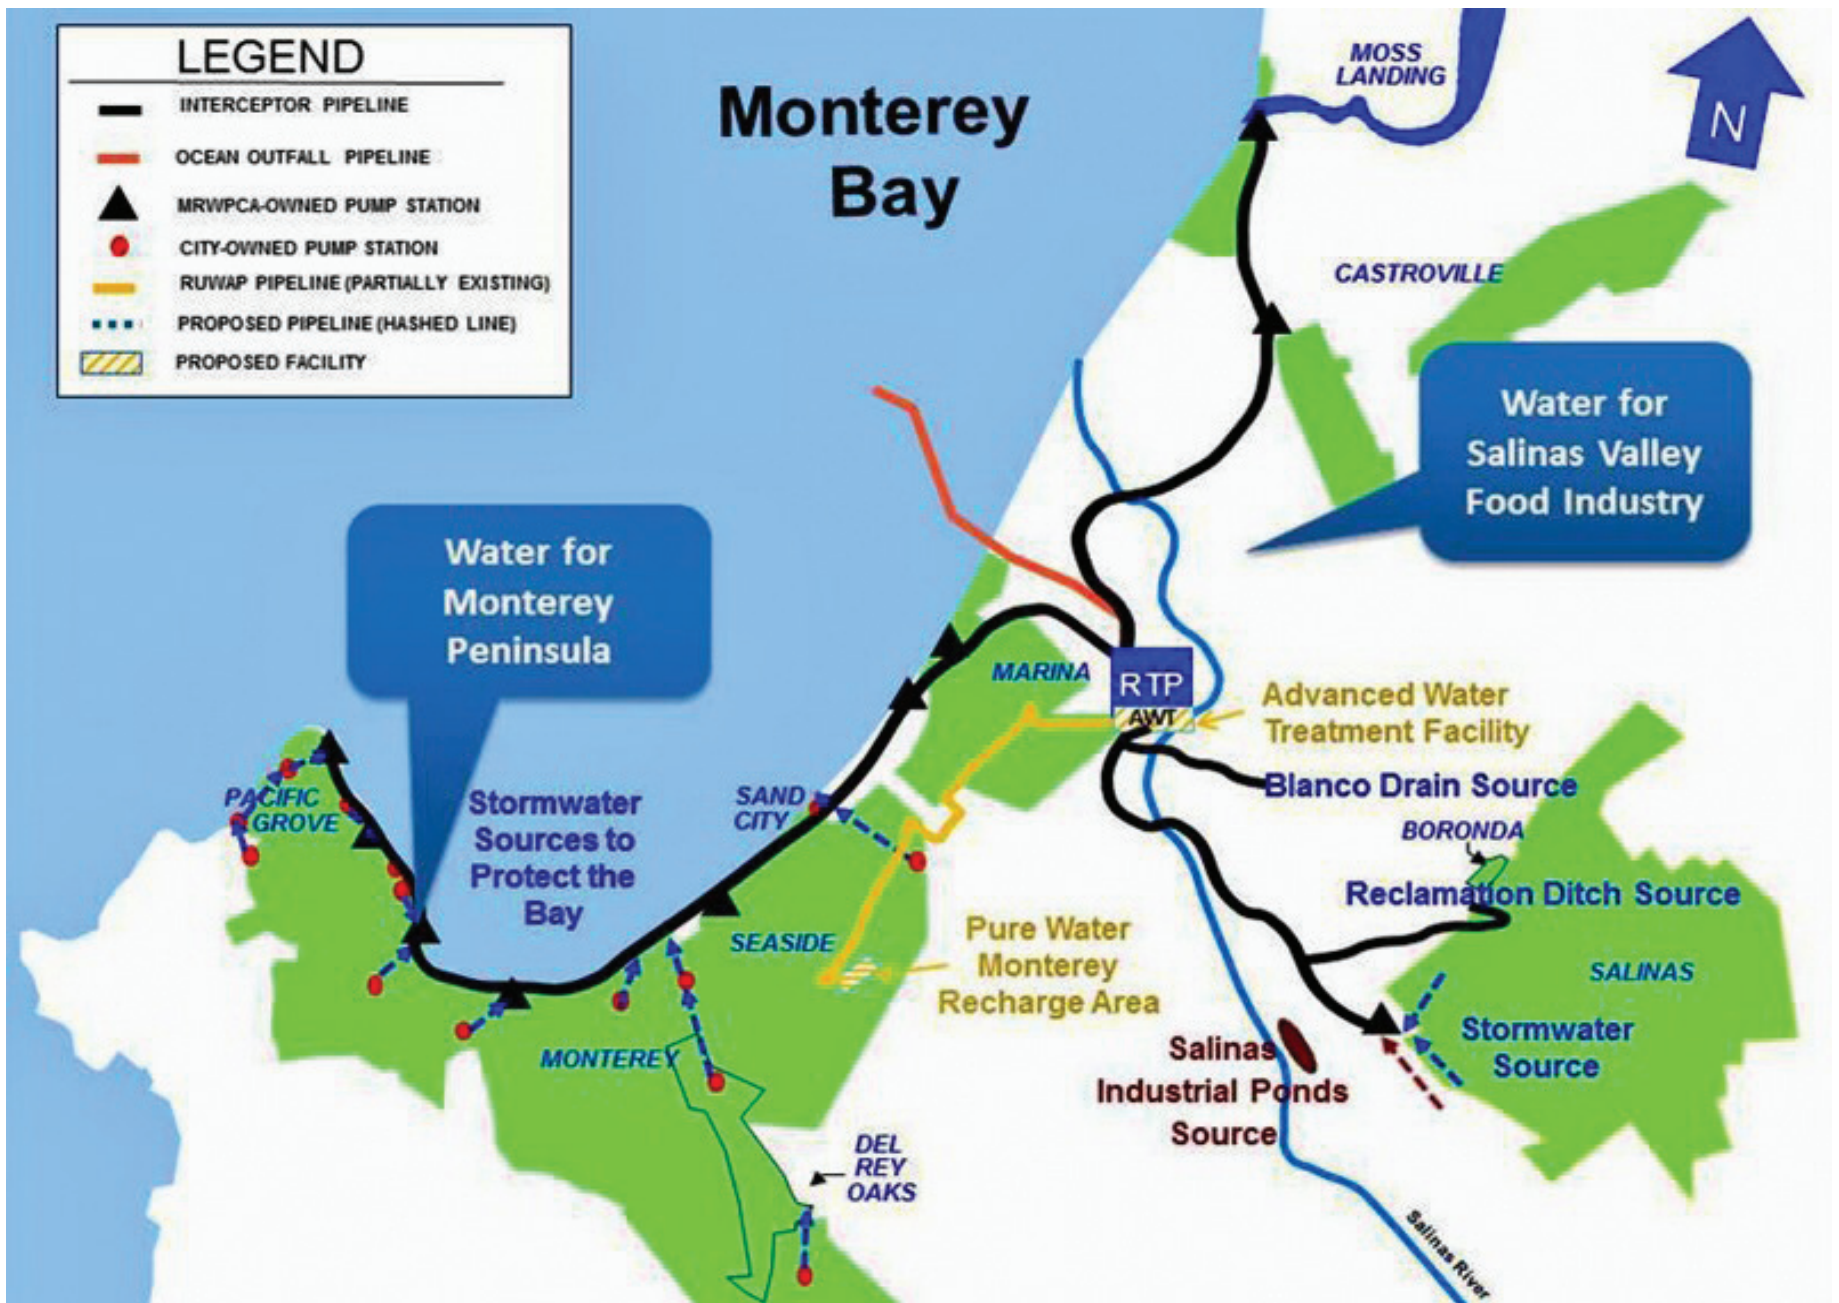 LEGEND
INTERCEPTOR PIPELINE
OCEAN OUTFALL PIPELINE
MRWPCA-OWNED PUMP STATION
CITY-OWNED PUMP STATION
RUWAP PIPELINE (PARTIALLY EXISTING)
PROPOSED PIPELINE (HASHED LINE)
PROPOSED FACILITY
Monterey
Bay
MOSS
LANDING
N
CASTROVILLE
Water for
Salinas Valley
Food Industry
Water for
Monterey
Peninsula
MARINA
RTP
AWT
Advanced Water
Treatment Facility
PACIFIC
GROVE
Stormwater
Sources to
Protect the
Bay
SAND
CITY
Blanco Drain Source
BORONDA
Reclamation Ditch Source
SEASIDE
Pure Water
Monterey
Recharge Area
SALINAS
Stormwater
Source
MONTEREY
Salinas
Industrial Ponds
Source
DEL
REY
OAKS
Salinas River